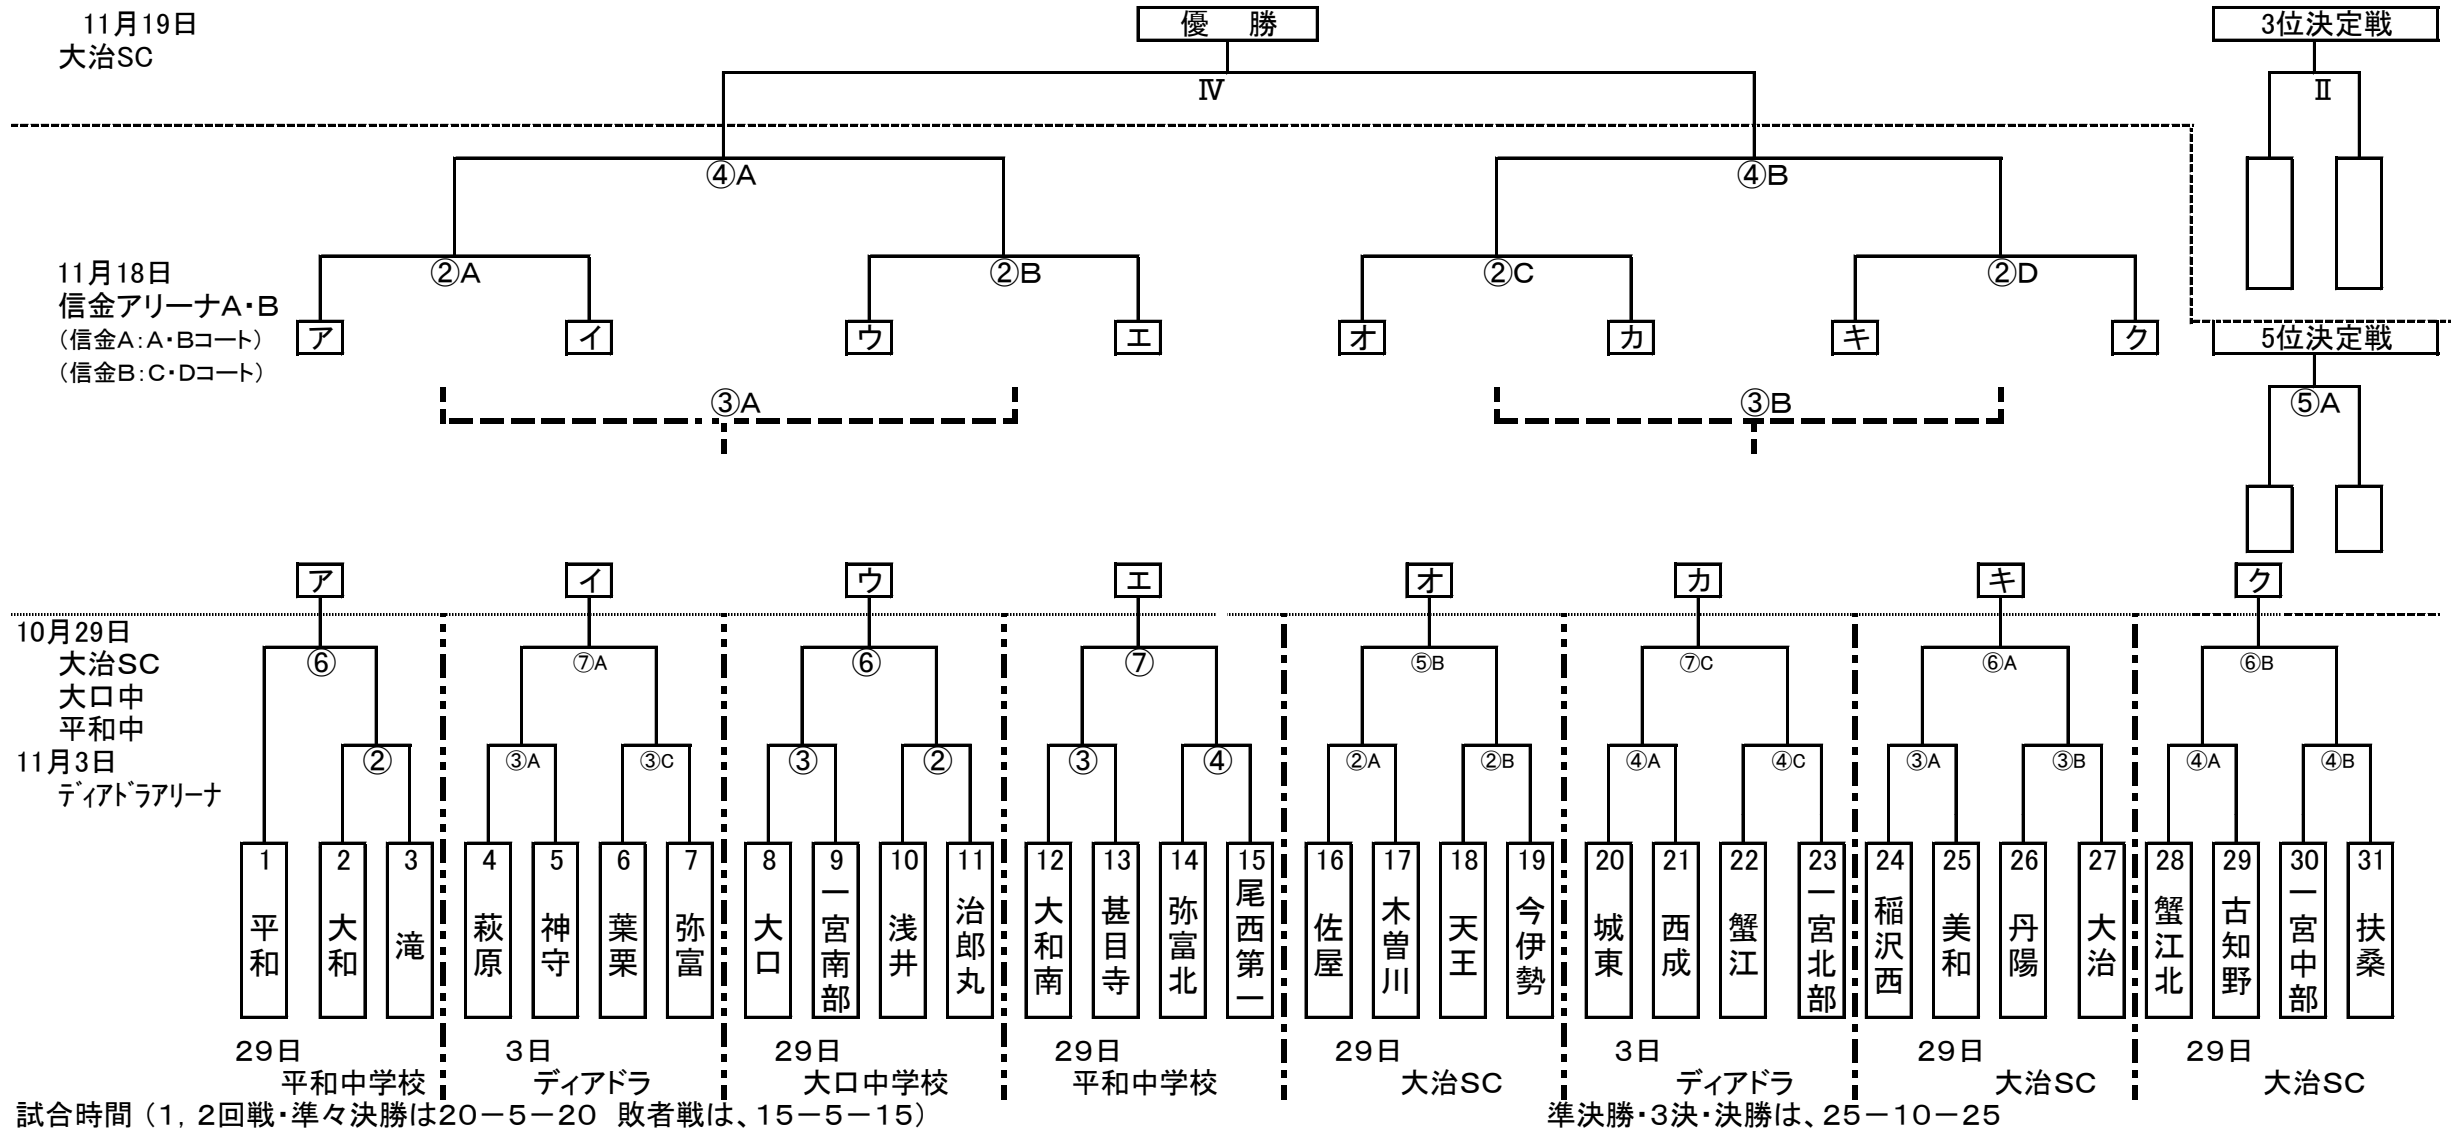 11月19日
大治SC
優　勝
3位決定戦
Ⅳ
Ⅱ
④A
④B
11月18日
信金アリーナA・B
（信金A：A・Bコート）
（信金B：C・Dコート）
②A
②B
②C
②D
ア
イ
ウ
エ
オ
カ
キ
ク
5位決定戦
③A
③B
⑤A
ア
イ
ウ
エ
オ
カ
キ
ク
10月29日
大治SC
大口中
平和中
11月3日
ディアドラアリーナ
⑥
⑦A
⑥
⑦
⑤B
⑦C
⑥A
⑥B
②
③A
③C
③
②
③
④
②A
②B
④A
④C
③A
③B
④A
④B
1 平和
2 大和
3 滝
4 萩原
5 神守
6 葉栗
7 弥富
8 大口
9 一宮南部
10 浅井
11 治郎丸
12 大和南
13 甚目寺
14 弥富北
15 尾西第一
16 佐屋
17 木曽川
18 天王
19 今伊勢
20 城東
21 西成
22 蟹江
23 一宮北部
24 稲沢西
25 美和
26 丹陽
27 大治
28 蟹江北
29 古知野
30 一宮中部
31 扶桑
29日
平和中学校
3日
ディアドラ
29日
大口中学校
29日
平和中学校
29日
大治SC
3日
ディアドラ
29日
大治SC
29日
大治SC
試合時間（1，2回戦・準々決勝は20－5－20　敗者戦は、15－5－15）
準決勝・3決・決勝は、25－10－25